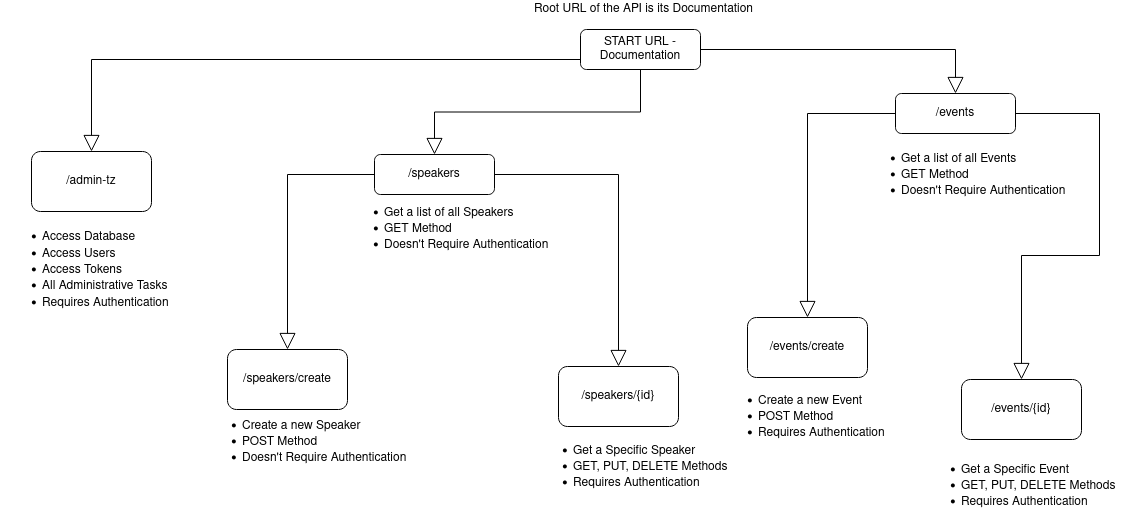 Root URL of the API is its Documentation
START URL -
Documentation
/admin-tz
• Access Database
• Access Users
• Access Tokens
• All Administrative Tasks
• Requires Authentication
/speakers
• Get a list of all Speakers
• GET Method
• Doesn't Require Authentication
/events
• Get a list of all Events
• GET Method
• Doesn't Require Authentication
/speakers/create
• Create a new Speaker
• POST Method
• Doesn't Require Authentication
/speakers/{id}
• Get a Specific Speaker
• GET, PUT, DELETE Methods
• Requires Authentication
/events/create
• Create a new Event
• POST Method
• Requires Authentication
/events/{id}
• Get a Specific Event
• GET, PUT, DELETE Methods
• Requires Authentication